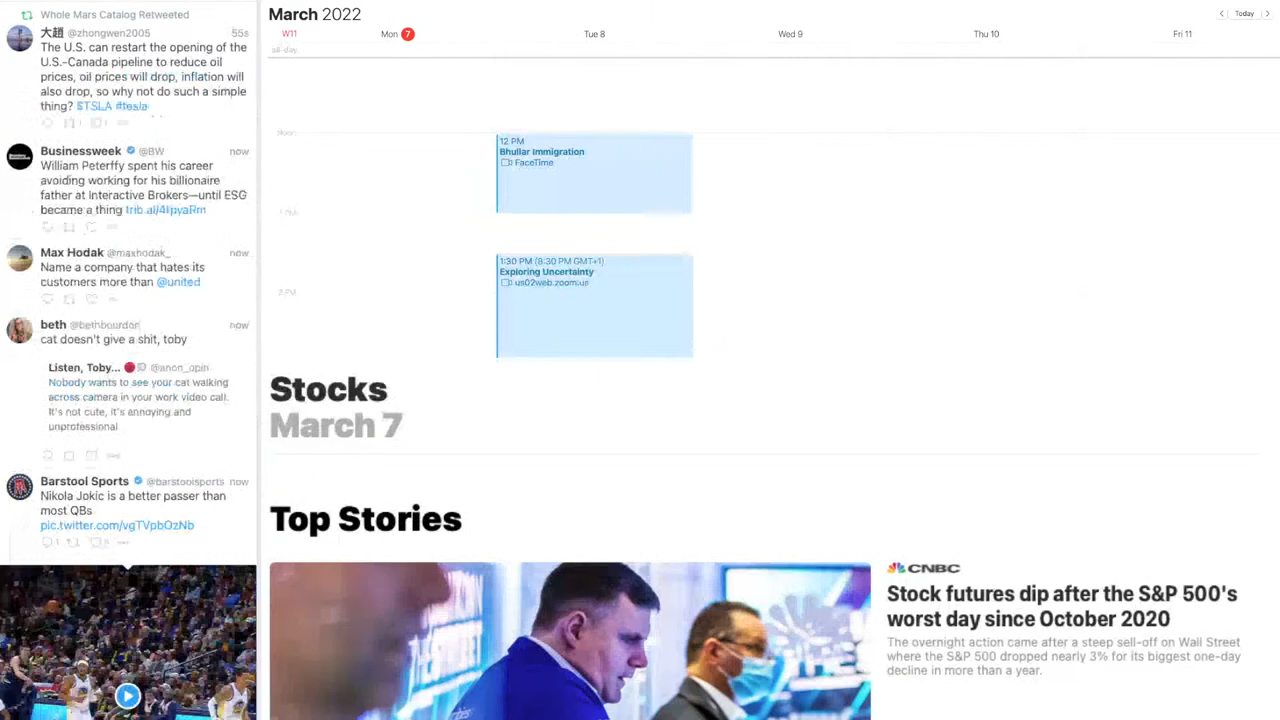 Whole Mars Catalog Retweeted
大趙 @zhongwen2005 55s
The U.S. can restart the opening of the
U.S.-Canada pipeline to reduce oil
prices, oil prices will drop, inflation will
also drop, so why not do such a simple
thing? $TSLA #tesla
Businessweek @BW now
William Peterffy spent his career
avoiding working for his billionaire
father at Interactive Brokers—until ESG
became a thing
Max Hodak @maxhodak_ now
Name a company that hates its
customers more than @united
beth @bethbourdon now
cat doesn't give a shit, toby
Listen, Toby... @anon_opin
Nobody wants to see your cat walking
across camera in your work video call.
It's not cute, it's annoying and
unprofessional
Barstool Sports @barstoolsports now
Nikola Jokic is a better passer than
most QBs
pic.twitter.com/vgTVpbOzNb
March 2022
Today
W11 Mon 7 Tue 8 Wed 9 Thu 10 Fri 11
all-day
Noon
12 PM
Bhullar Immigration
FaceTime
1 PM
1:30 PM (8:30 PM GMT+1)
Exploring Uncertainty
us02web.zoom.us
2 PM
Stocks
March 7
Top Stories
CNBC
Stock futures dip after the S&P 500's
worst day since October 2020
The overnight action came after a steep sell-off on Wall Street
where the S&P 500 dropped nearly 3% for its biggest one-day
decline in more than a year.